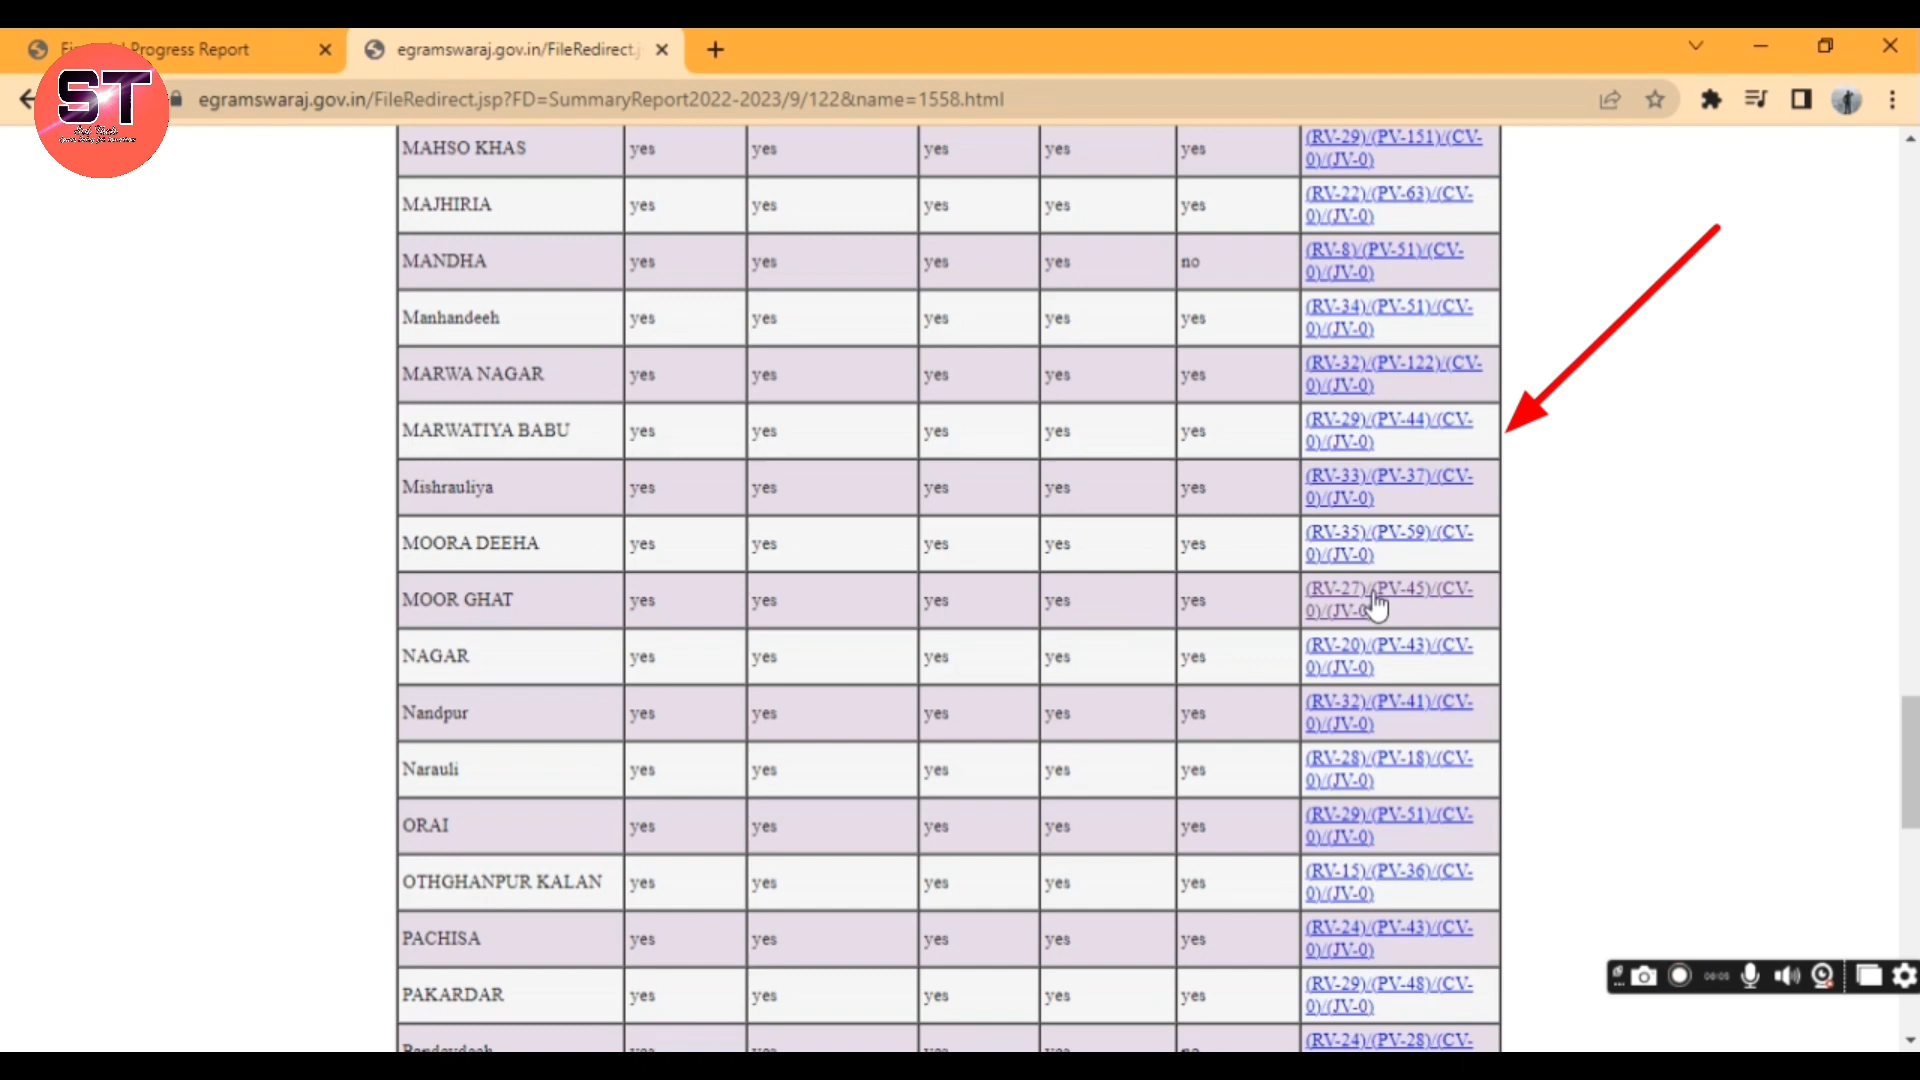 Progress Report
egramswaraj.gov.in/FileRedirect.j
egramswaraj.gov.in/FileRedirect.jsp?FD=SummaryReport2022-2023/9/122&name=1558.html
ST
MAHSO KHAS yes yes yes yes yes (RV-29)/(PV-151)/(CV-
0)/(JV-0)
MAJHIRIA yes yes yes yes yes (RV-22)/(PV-63)/(CV-
0)/(JV-0)
MANDHA yes yes yes yes no (RV-8)/(PV-51)/(CV-
0)/(JV-0)
Manhandeeh yes yes yes yes yes (RV-34)/(PV-51)/(CV-
0)/(JV-0)
MARWA NAGAR yes yes yes yes yes (RV-32)/(PV-122)/(CV-
0)/(JV-0)
MARWATIYA BABU yes yes yes yes yes (RV-29)/(PV-44)/(CV-
0)/(JV-0)
Mishrauliya yes yes yes yes yes (RV-33)/(PV-37)/(CV-
0)/(JV-0)
MOORA DEEHA yes yes yes yes yes (RV-35)/(PV-59)/(CV-
0)/(JV-0)
MOOR GHAT yes yes yes yes yes (RV-27)/(PV-45)/(CV-
0)/(JV-0
NAGAR yes yes yes yes yes (RV-20)/(PV-43)/(CV-
0)/(JV-0)
Nandpur yes yes yes yes yes (RV-32)/(PV-41)/(CV-
0)/(JV-0)
Narauli yes yes yes yes yes (RV-28)/(PV-18)/(CV-
0)/(JV-0)
ORAI yes yes yes yes yes (RV-29)/(PV-51)/(CV-
0)/(JV-0)
OTHGHANPUR KALAN yes yes yes yes yes (RV-15)/(PV-36)/(CV-
0)/(JV-0)
PACHISA yes yes yes yes yes (RV-24)/(PV-43)/(CV-
0)/(JV-0)
PAKARDAR yes yes yes yes yes (RV-29)/(PV-48)/(CV-
0)/(JV-0)
(RV-24)/(PV-28)/(CV-
00:05